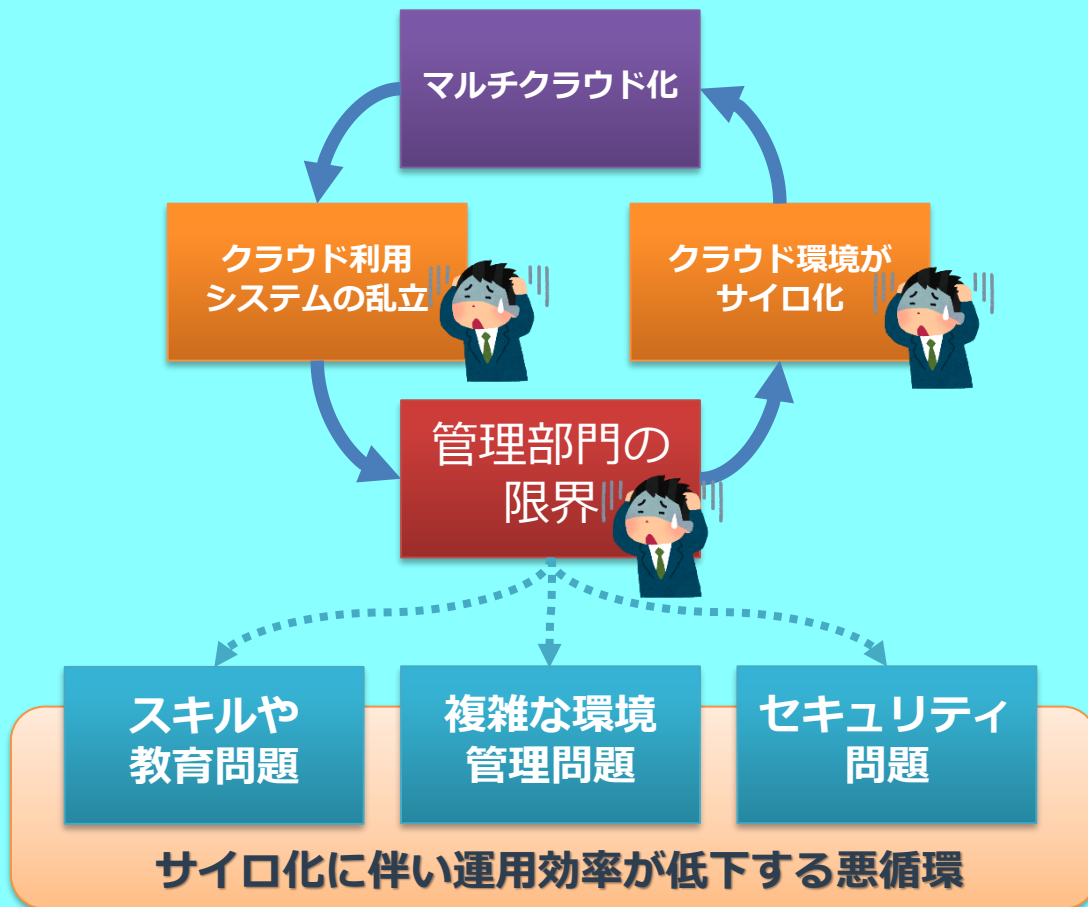 マルチクラウド化
クラウド利用
システムの乱立
クラウド環境が
サイロ化
管理部門の
限界
スキルや
教育問題
複雑な環境
管理問題
セキュリティ
問題
サイロ化に伴い運用効率が低下する悪循環